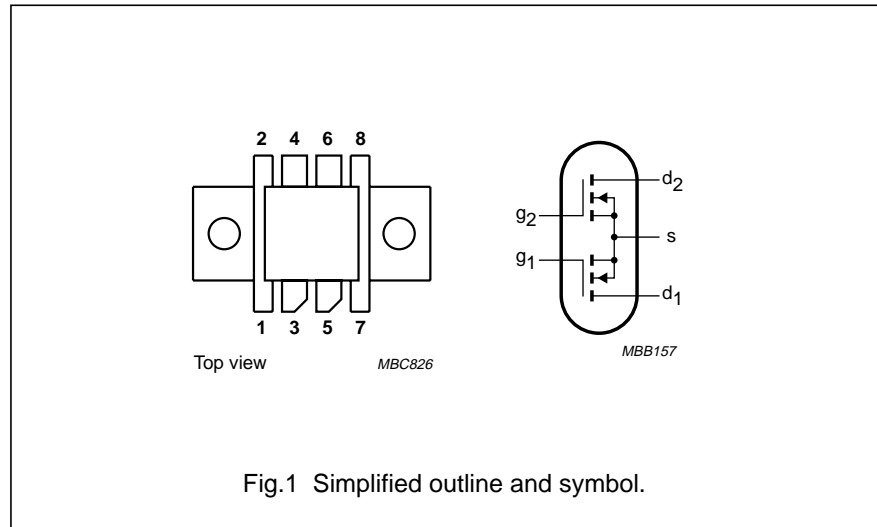 2 4 6 8
1 3 5 7
Top view
MBC826
d2
g2
s
g1
d1
MBB157
Fig.1 Simplified outline and symbol.